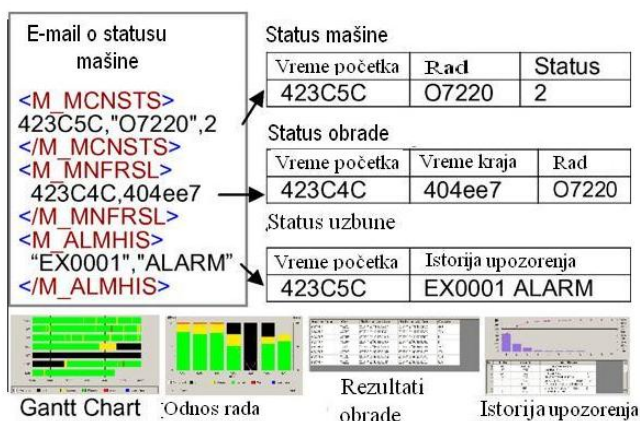 E-mail o statusu
mašine
<M_MCNSTS>
423C5C,"O7220",2
</M_MCNSTS>
<M_MNFRSL>
423C4C,404ee7
</M_MNFRSL>
<M_ALMHIS>
“EX0001","ALARM”
</M_ALMHIS>
Status mašine
Vreme početka Rad Status
423C5C O7220 2
Status obrade
Vreme početka Vreme kraja Rad
423C4C 404ee7 O7220
Status uzbune
Vreme početka Istorija upozorenja
423C5C EX0001 ALARM
Gantt Chart
Odnos rada
Rezultati
obrade
Istorija upozorenja